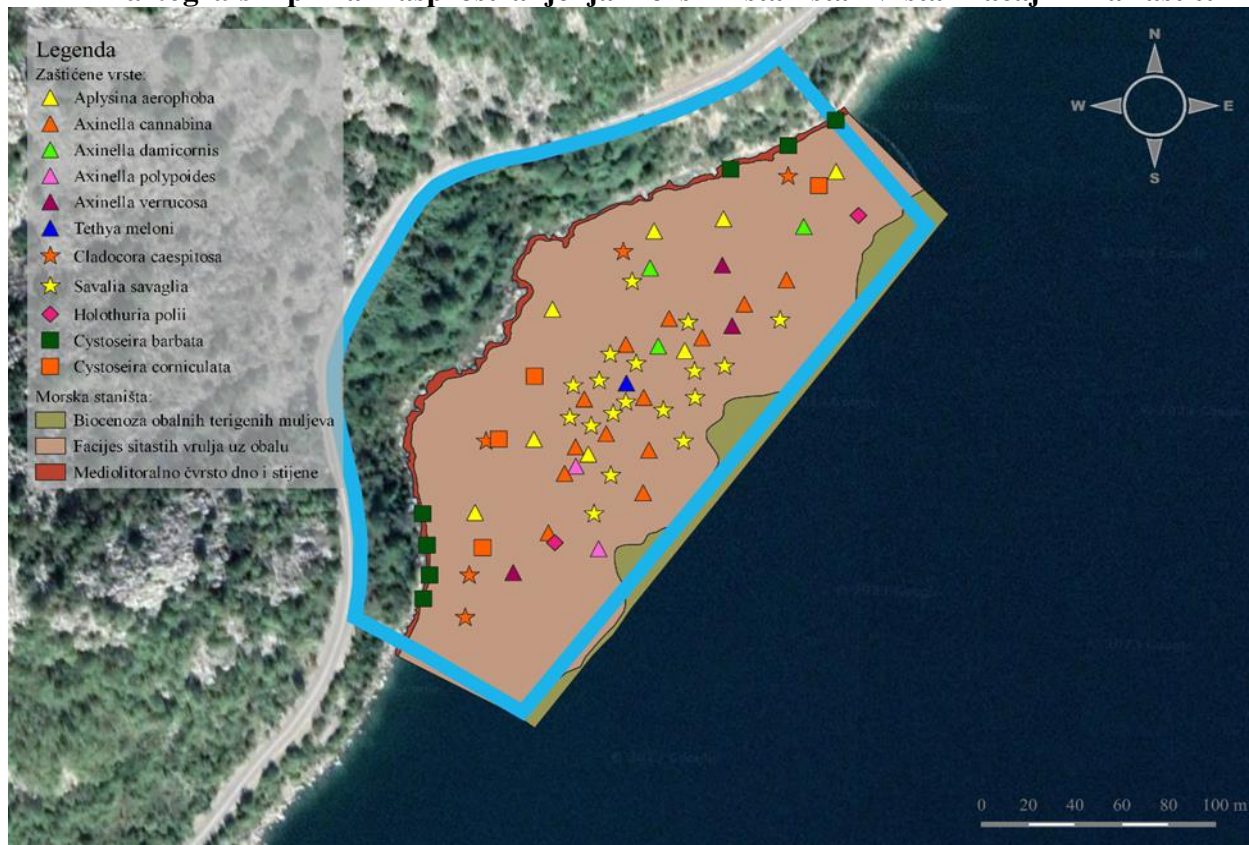 Legenda
Zaštićene vrste:
Aplysina aerophoba
Axinella cannabina
Axinella damicornis
Axinella polypoides
Axinella verrucosa
Tethya meloni
Cladocora caespitosa
Savalia savaglia
Holothuria polii
Cystoseira barbata
Cystoseira corniculata
Morska staništa:
Biocenoza obalnih terigenih muljeva
Facijes sitastih vrulja uz obalu
Mediolitoralno čvrsto dno i stijene
N
W E
S
0 20 40 60 80 100 m